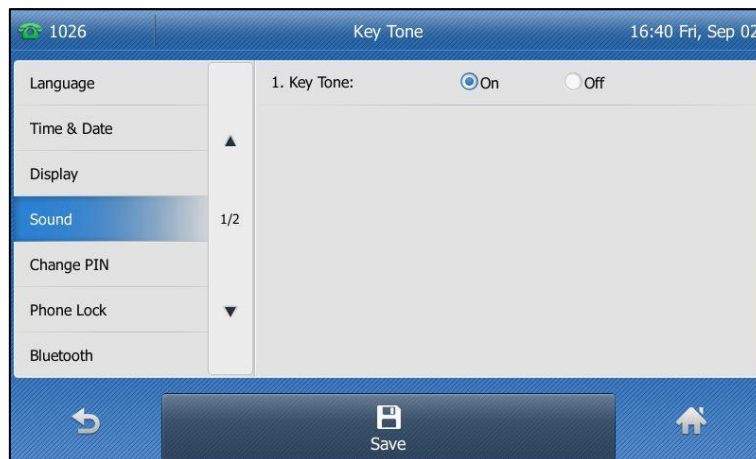 1026 Key Tone 16:40 Fri, Sep 02
Language
Time & Date
Display
Sound
Change PIN
Phone Lock
Bluetooth
1/2
1. Key Tone: On Off
Save